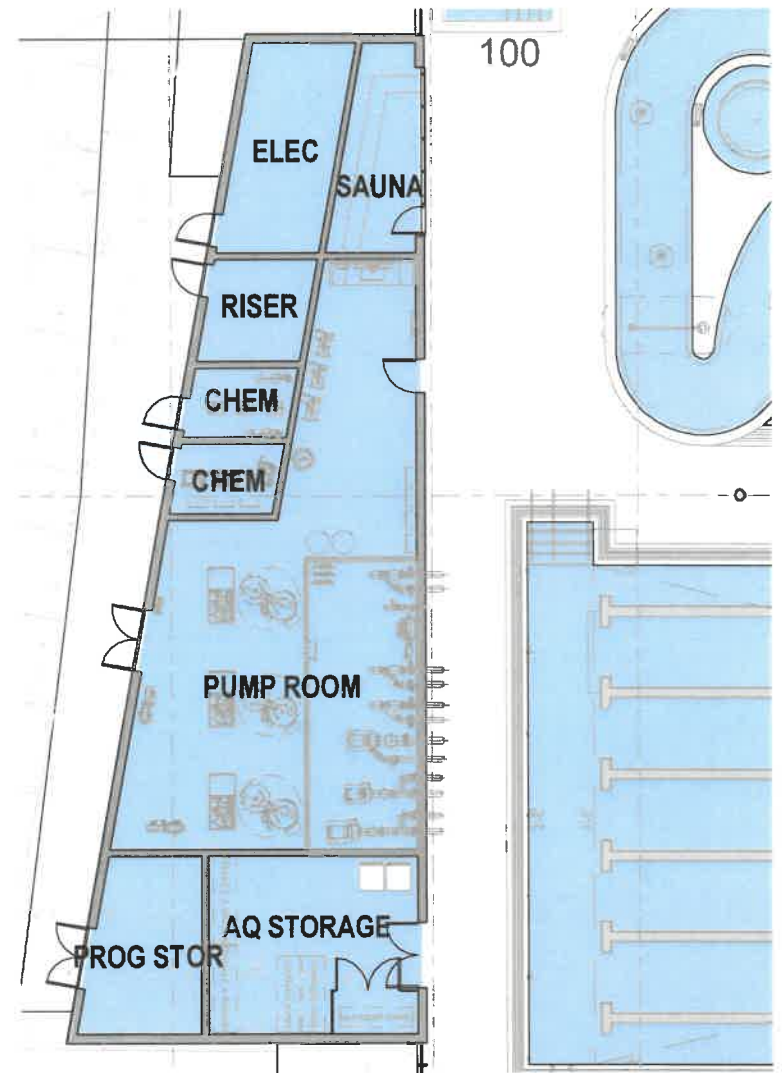 100
ELEC
SAUNA
RISER
CHEM
CHEM
PUMP ROOM
AQ STORAGE
PROG STOR